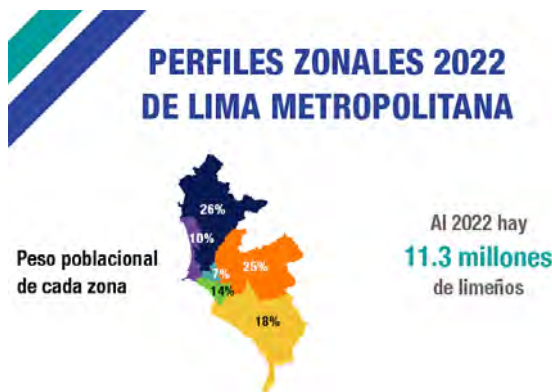 PERFILES ZONALES 2022
DE LIMA METROPOLITANA
26%
10%
7%
25%
14%
18%
Peso poblacional
de cada zona
Al 2022 hay
11.3 millones
de limeños